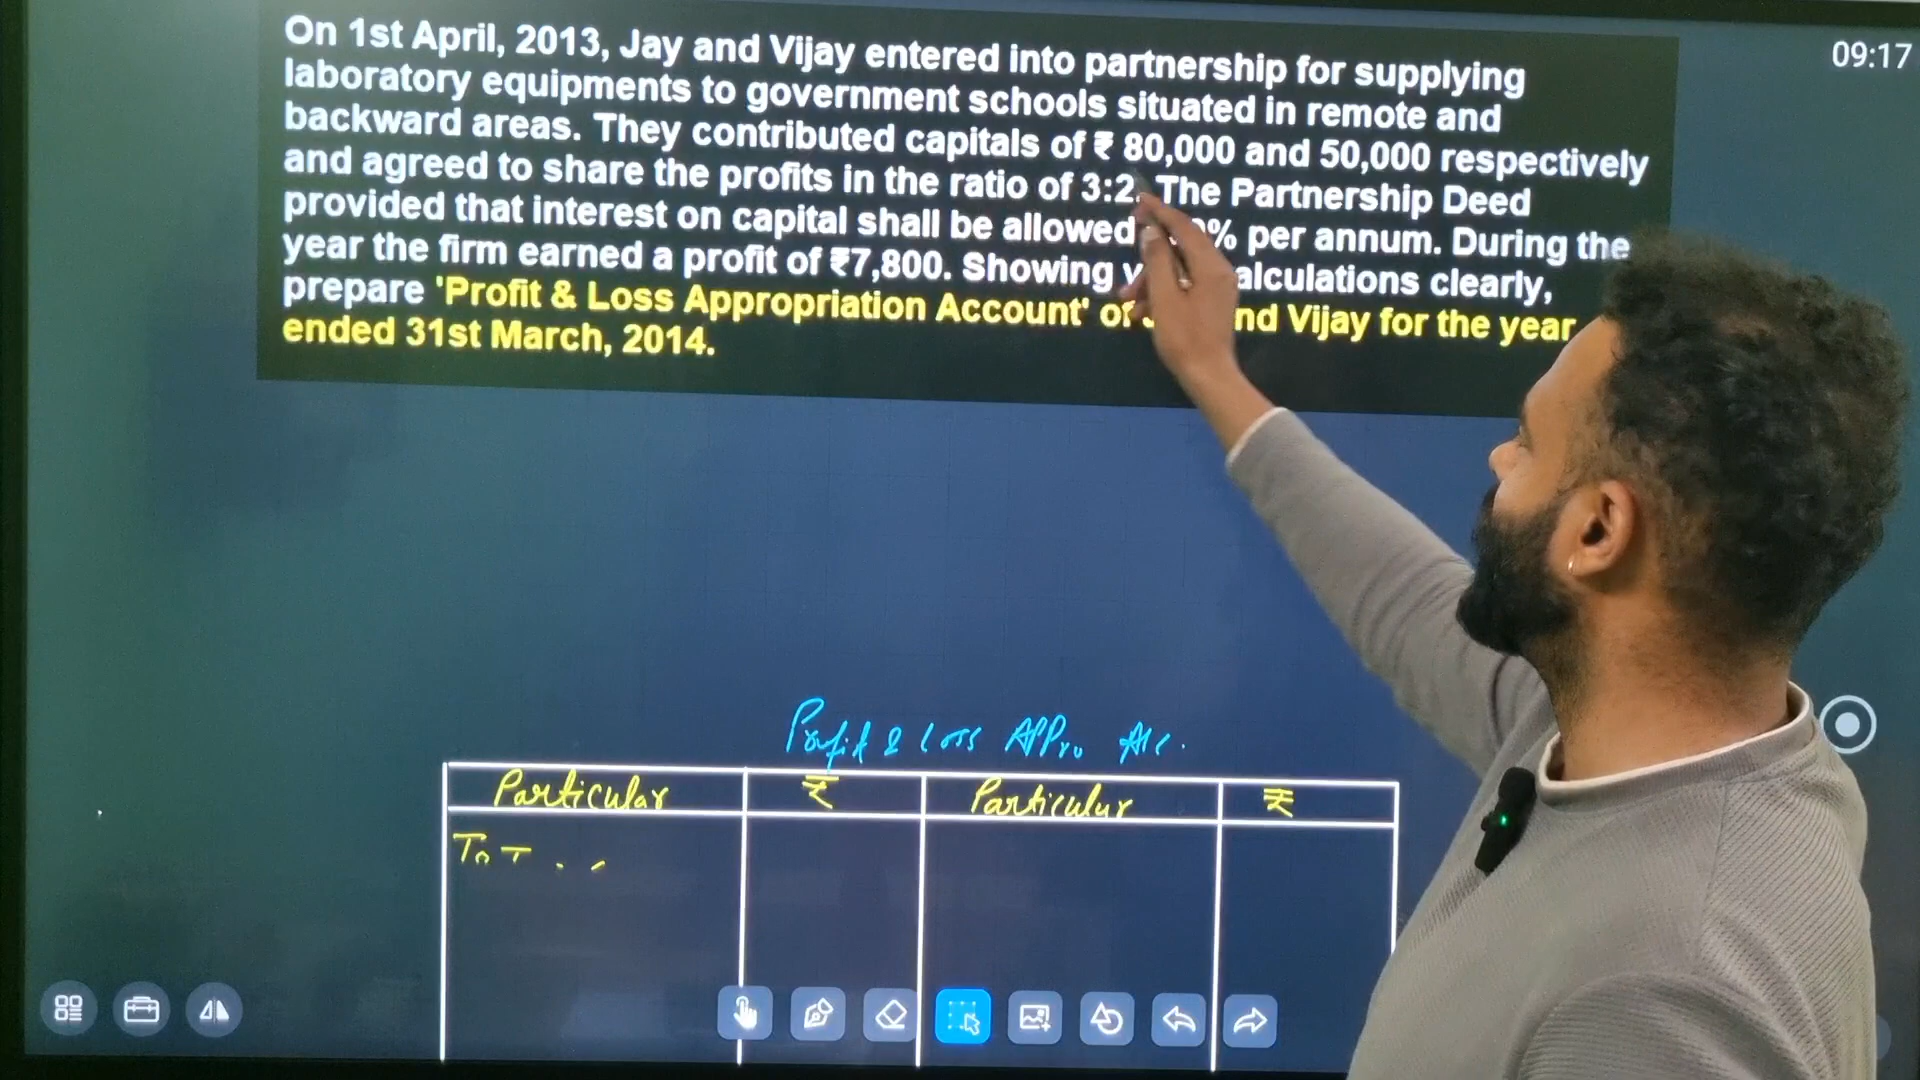 On 1st April, 2013, Jay and Vijay entered into partnership for supplying
laboratory equipments to government schools situated in remote and
backward areas. They contributed capitals of ₹ 80,000 and 50,000 respectively
and agreed to share the profits in the ratio of 3:2. The Partnership Deed
provided that interest on capital shall be allowed % per annum. During the
year the firm earned a profit of ₹7,800. Showing calculations clearly,
prepare 'Profit & Loss Appropriation Account' of nd Vijay for the year
ended 31st March, 2014.
09:17
Profit & Loss APPro A/c.
Particular ₹ Particular ₹
To I